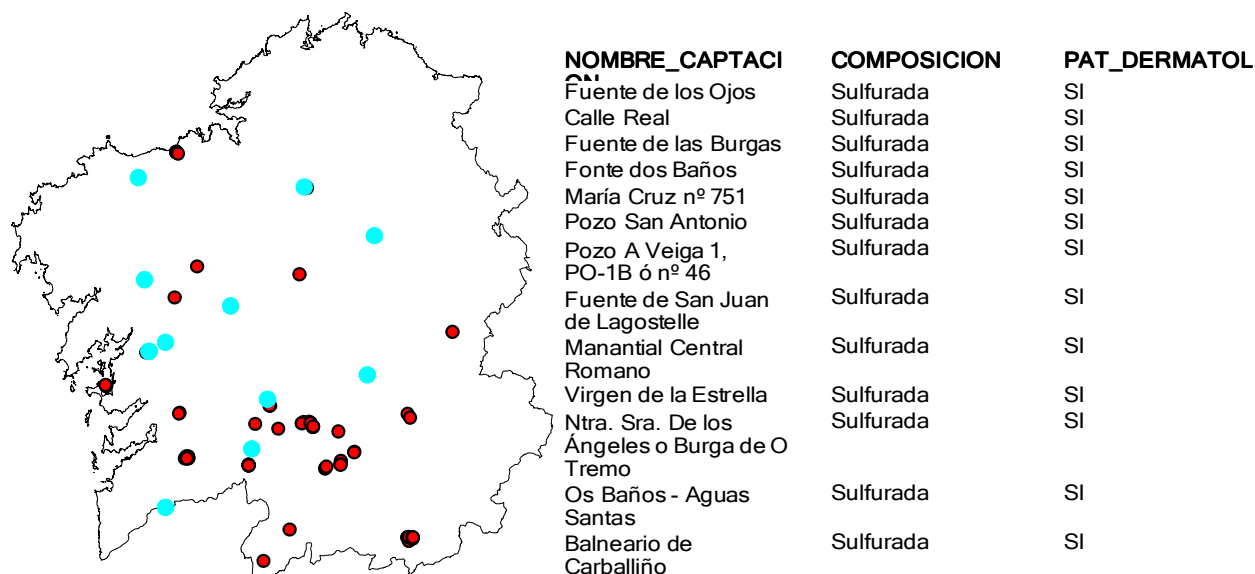 NOMBRE_CAPTACI COMPOSICION PAT_DERMATOL
ON
Fuente de los Ojos Sulfurada SI
Calle Real Sulfurada SI
Fuente de las Burgas Sulfurada SI
Fonte dos Baños Sulfurada SI
María Cruz nº 751 Sulfurada SI
Pozo San Antonio Sulfurada SI
Pozo A Veiga 1, Sulfurada SI
PO-1B ó nº 46
Fuente de San Juan Sulfurada SI
de Lagostelle
Manantial Central Sulfurada SI
Romano
Virgen de la Estrella Sulfurada SI
Ntra. Sra. De los Sulfurada SI
Ángeles o Burga de O
Tremo
Os Baños - Aguas Sulfurada SI
Santas
Balneario de Sulfurada SI
Carballiño